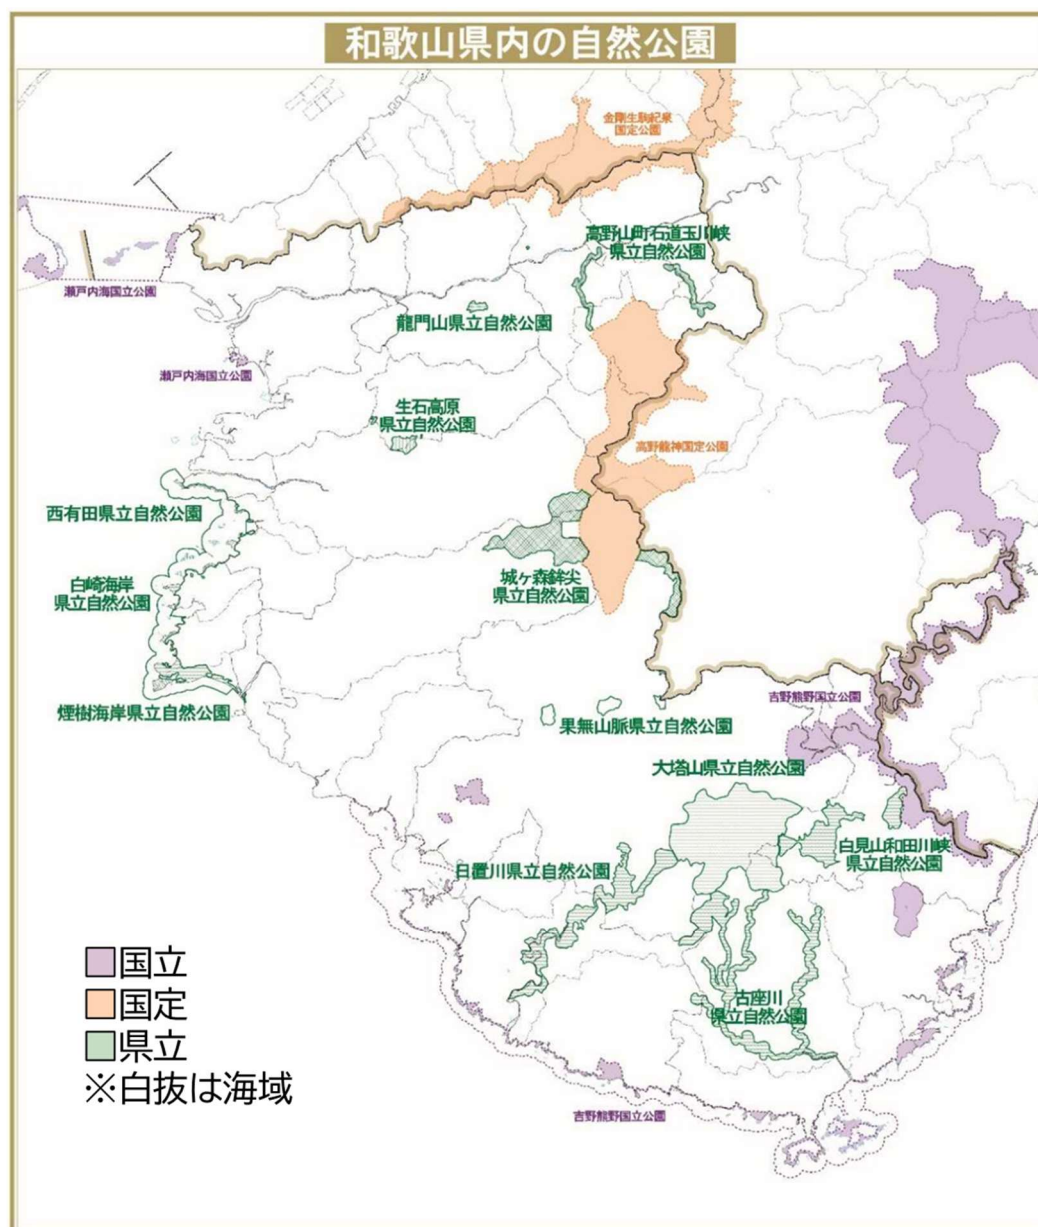 和歌山県内の自然公園
金剛生駒紀泉
国定公園
高野山町石道玉川峡
県立自然公園
瀬戸内海国立公園
龍門山県立自然公園
瀬戸内海国立公園
生石高原
県立自然公園
高野龍神国定公園
西有田県立自然公園
城ヶ森鉾尖
県立自然公園
白崎海岸
県立自然公園
煙樹海岸県立自然公園
吉野熊野国立公園
果無山脈県立自然公園
大塔山県立自然公園
白見山和田川峡
県立自然公園
日置川県立自然公園
古座川
県立自然公園
国立
国定
県立
※白抜は海域
吉野熊野国立公園